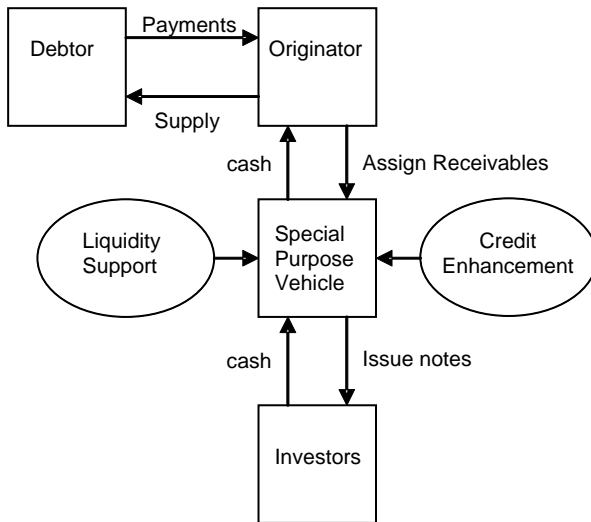 Payments
Debtor
Originator
Supply
cash
Assign Receivables
Liquidity
Support
Special
Purpose
Vehicle
Credit
Enhancement
cash
Issue notes
Investors